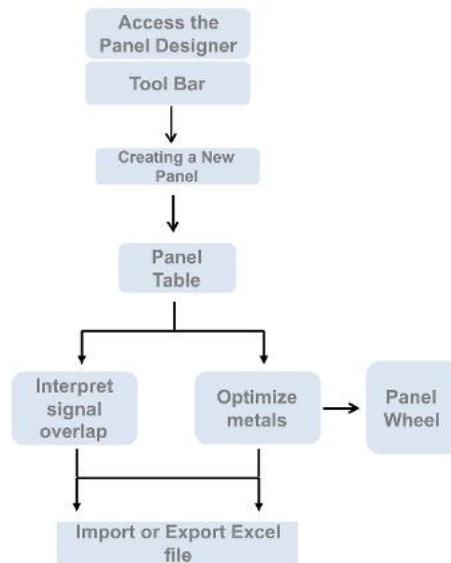 Access the
Panel Designer
Tool Bar
Creating a New
Panel
Panel
Table
Interpret
signal
overlap
Optimize
metals
Panel
Wheel
Import or Export Excel
file